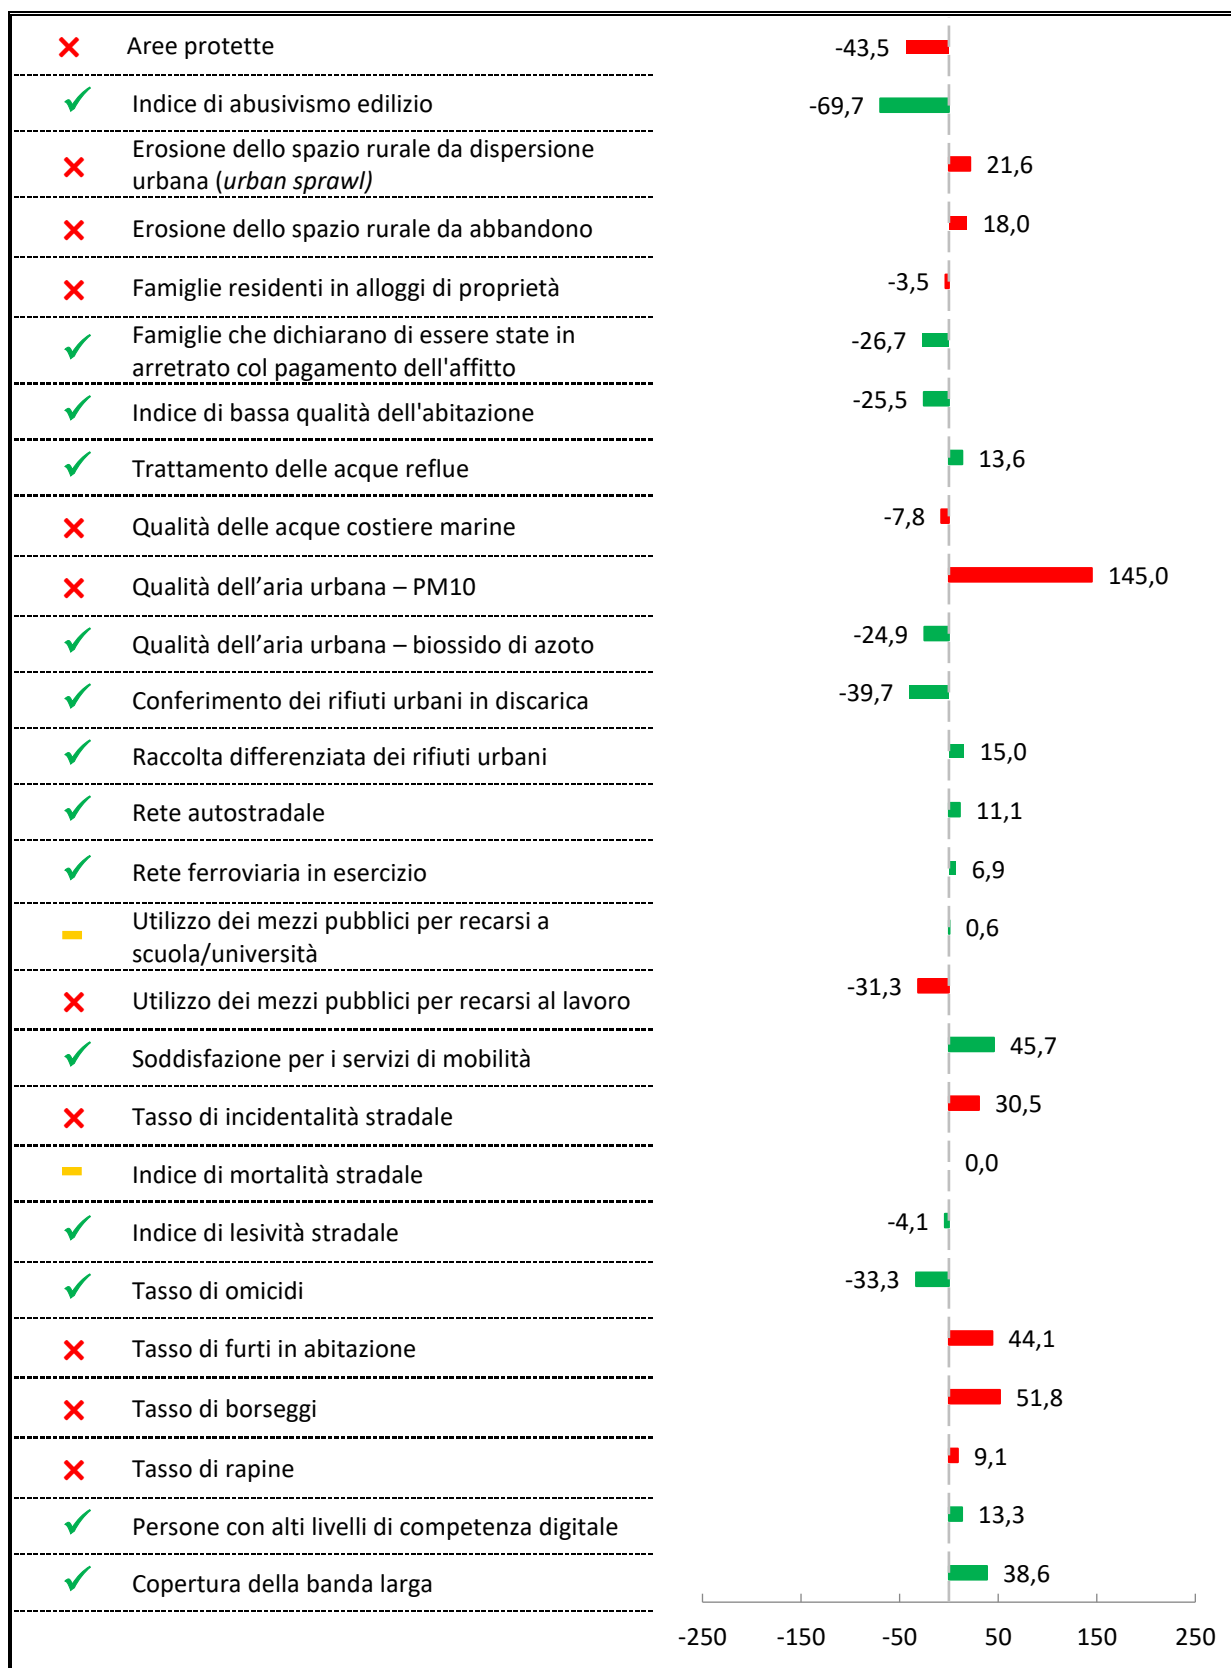 Aree protette
-43,5
Indice di abusivismo edilizio
-69,7
Erosione dello spazio rurale da dispersione
urbana (urban sprawl)
21,6
Erosione dello spazio rurale da abbandono
18,0
Famiglie residenti in alloggi di proprietà
-3,5
Famiglie che dichiarano di essere state in
arretrato col pagamento dell'affitto
-26,7
Indice di bassa qualità dell'abitazione
-25,5
Trattamento delle acque reflue
13,6
Qualità delle acque costiere marine
-7,8
Qualità dell’aria urbana – PM10
145,0
Qualità dell’aria urbana – biossido di azoto
-24,9
Conferimento dei rifiuti urbani in discarica
-39,7
Raccolta differenziata dei rifiuti urbani
15,0
Rete autostradale
11,1
Rete ferroviaria in esercizio
6,9
Utilizzo dei mezzi pubblici per recarsi a
scuola/università
0,6
Utilizzo dei mezzi pubblici per recarsi al lavoro
-31,3
Soddisfazione per i servizi di mobilità
45,7
Tasso di incidentalità stradale
30,5
Indice di mortalità stradale
0,0
Indice di lesività stradale
-4,1
Tasso di omicidi
-33,3
Tasso di furti in abitazione
44,1
Tasso di borseggi
51,8
Tasso di rapine
9,1
Persone con alti livelli di competenza digitale
13,3
Copertura della banda larga
38,6
-250 -150 -50 50 150 250